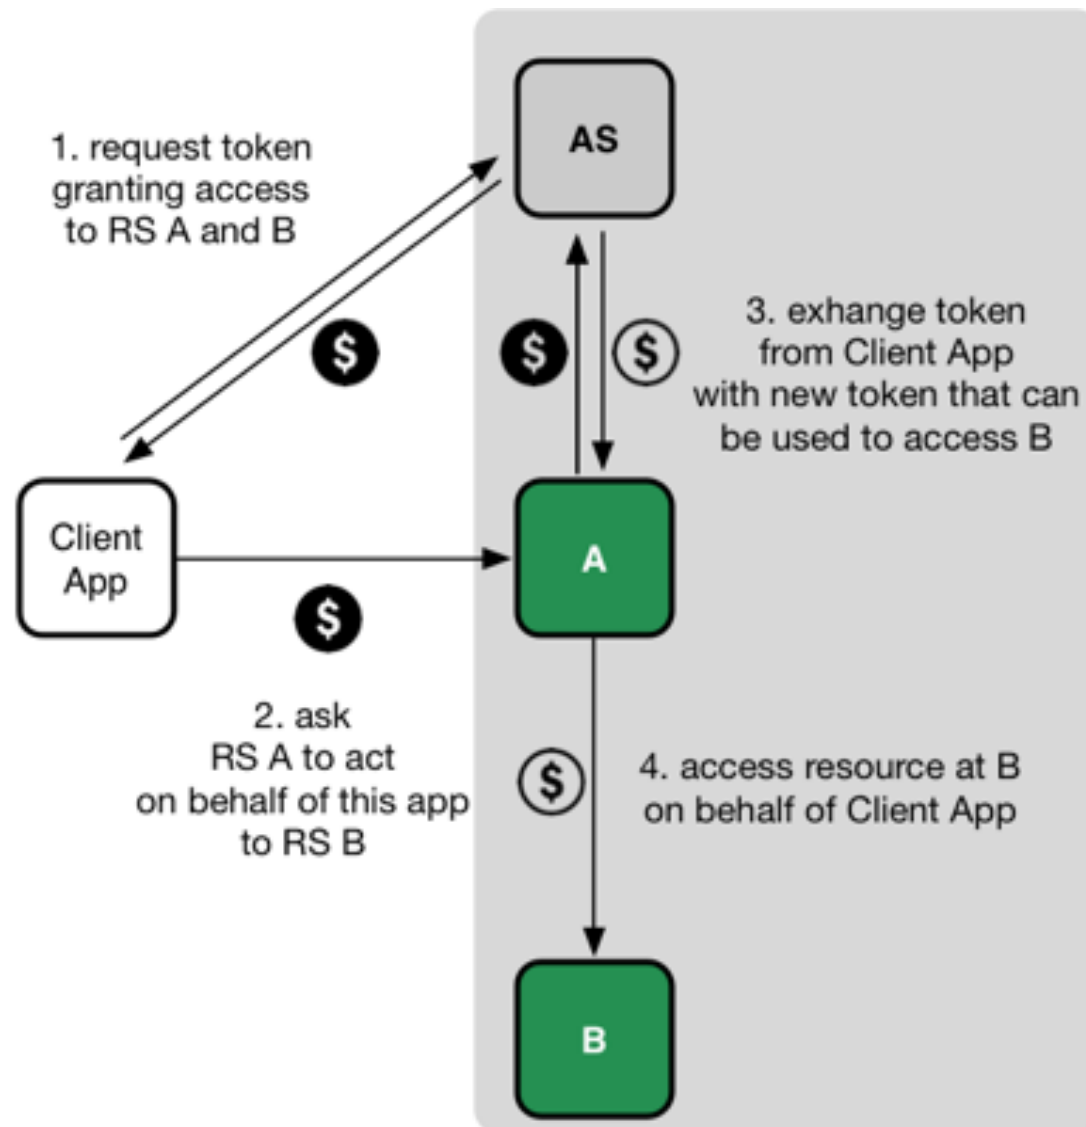 AS
1. request token
granting access
to RS A and B
$
$
$
3. exhange token
from Client App
with new token that can
be used to access B
Client
App
A
$
2. ask
RS A to act
on behalf of this app
to RS B
$
4. access resource at B
on behalf of Client App
B